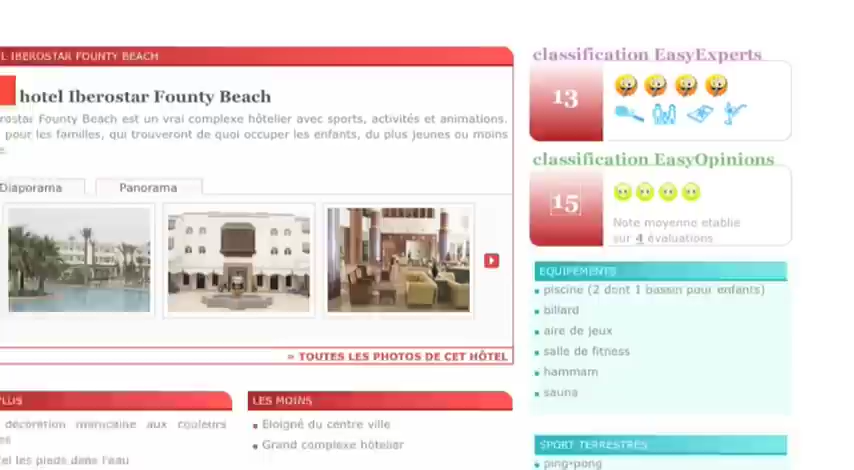 L IBEROSTAR FOUNTY BEACH
hotel Iberostar Founty Beach
rostar Founty Beach est un vrai complexe hôtelier avec sports, activités et animations.
pour les familles, qui trouveront de quoi occuper les enfants, du plus jeunes ou moins
e.
Diaporama
Panorama
» TOUTES LES PHOTOS DE CET HÔTEL
PLUS
décoration marocaine aux couleurs
es
tel les pieds dans l'eau
LES MOINS
Eloigné du centre ville
Grand complexe hôtelier
classification EasyExperts
13
classification EasyOpinions
15
Note moyenne etablie
sur 4 évaluations
EQUIPEMENTS
piscine (2 dont 1 bassin pour enfants)
billard
aire de jeux
salle de fitness
hammam
sauna
SPORT TERRESTRES
ping-pong